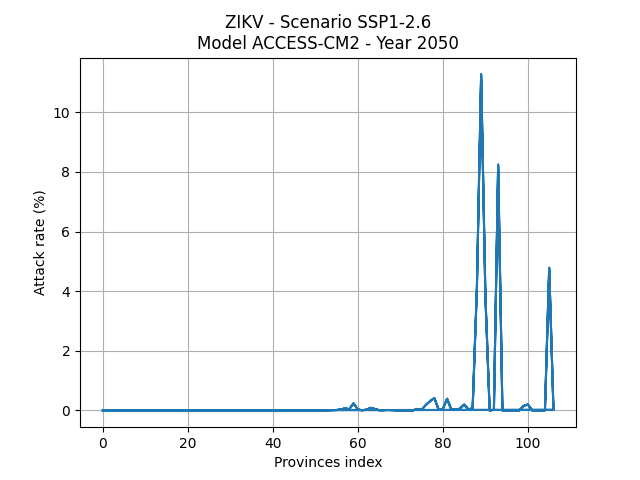 ZIKV - Scenario SSP1-2.6
Model ACCESS-CM2 - Year 2050
Attack rate (%)
10
8
6
4
2
0
0 20 40 60 80 100
Provinces index